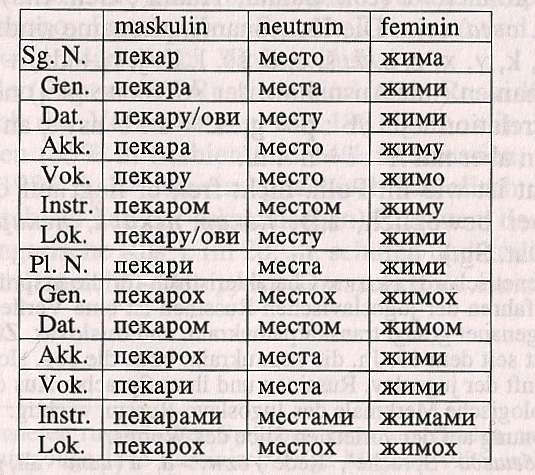 maskulin neutrum feminin
Sg. N. пекар место жима
Gen. пекара места жими
Dat. пекару/ови месту жими
Akk. пекара место жиму
Vok. пекару место жимо
Instr. пекаром местом жиму
Lok. пекару/ови месту жими
Pl. N. пекари места жими
Gen. пекарох местох жимох
Dat. пекаром местом жимом
Akk. пекарох места жими
Vok. пекари места жими
Instr. пекарами местами жимами
Lok. пекарох местох жимох